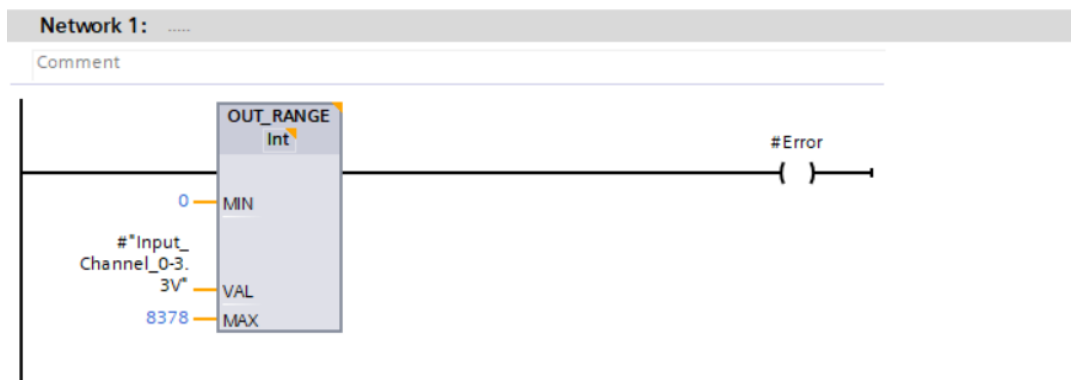 Network 1: .....
Comment
OUT_RANGE
Int
#Error
0 MIN
#"Input_
Channel_0-3.
3V" VAL
8378 MAX